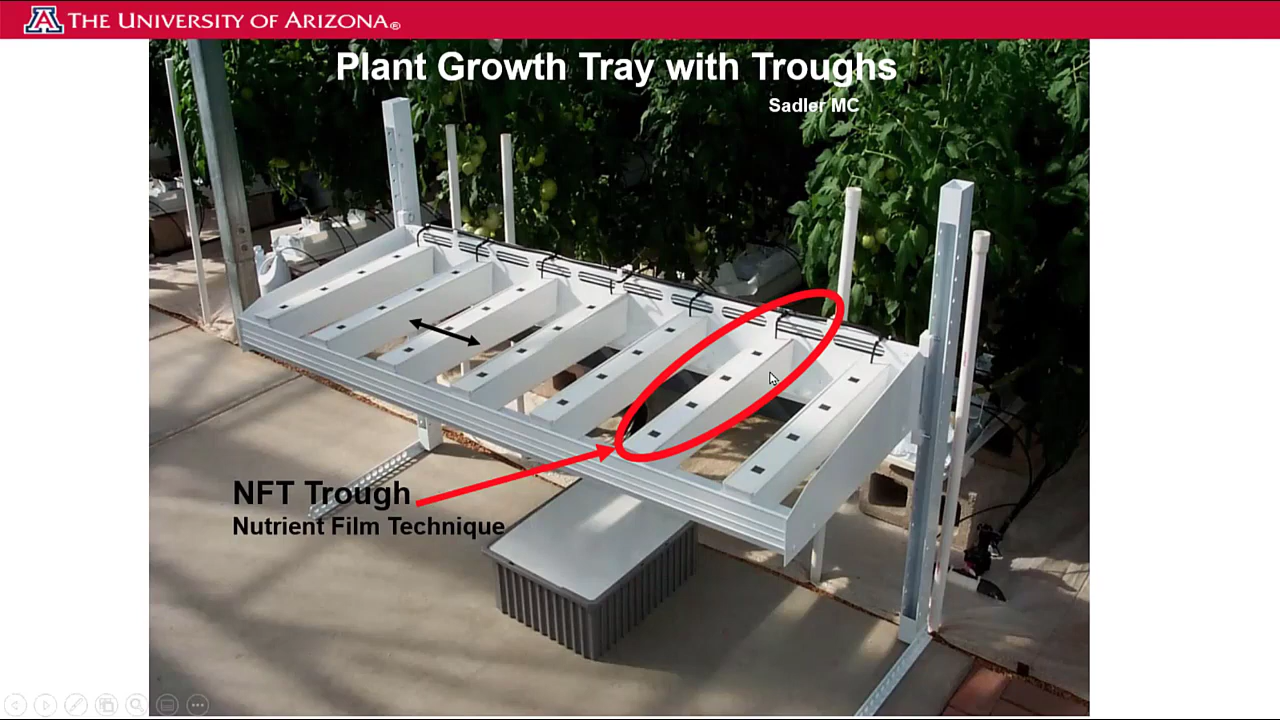 A THE UNIVERSITY OF ARIZONA®
Plant Growth Tray with Troughs
Sadler MC
NFT Trough
Nutrient Film Technique